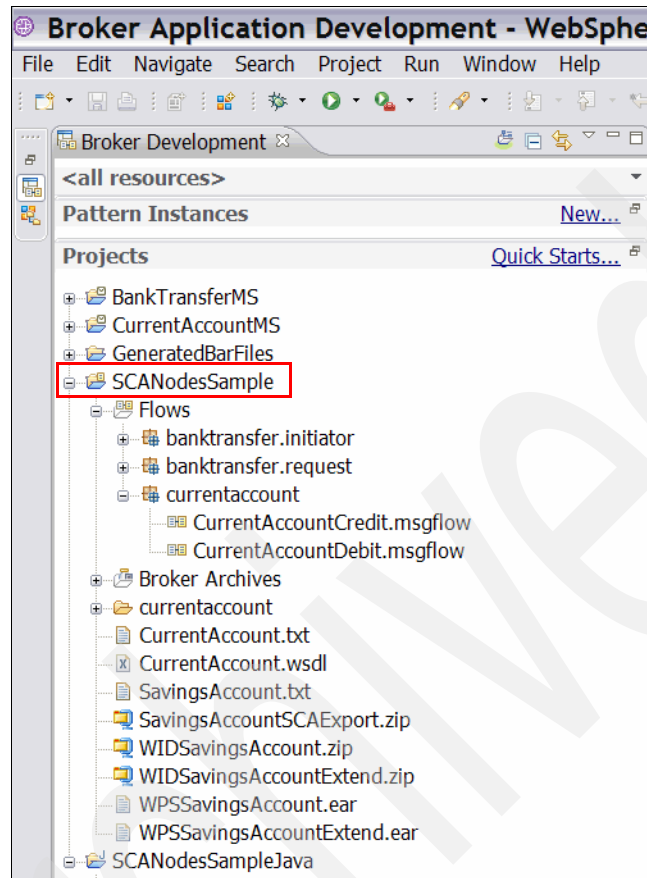 Broker Application Development - WebSphe
File Edit Navigate Search Project Run Window Help
Broker Development
<all resources>
Pattern Instances New...
Projects Quick Starts...
BankTransferMS
CurrentAccountMS
GeneratedBarFiles
SCANodesSample
Flows
banktransfer.initiator
banktransfer.request
currentaccount
CurrentAccountCredit.msgflow
CurrentAccountDebit.msgflow
Broker Archives
currentaccount
CurrentAccount.txt
CurrentAccount.wsdl
SavingsAccount.txt
SavingsAccountSCAExport.zip
WIDSavingsAccount.zip
WIDSavingsAccountExtend.zip
WPSSavingsAccount.ear
WPSSavingsAccountExtend.ear
SCANodesSampleJava